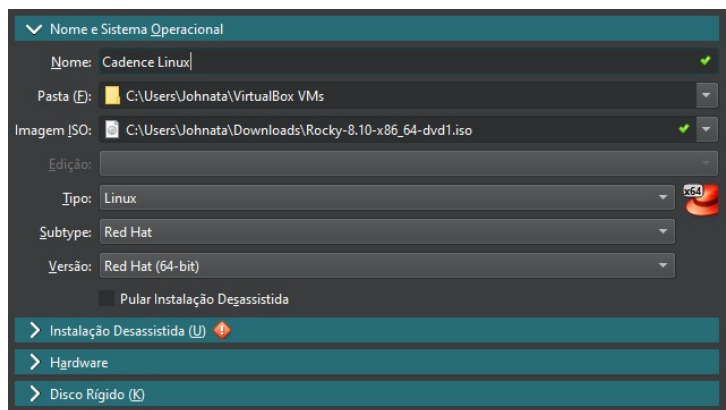 Nome e Sistema Operacional
Nome: Cadence Linux
Pasta (F): C:\Users\Johnata\VirtualBox VMs
Imagem ISO: C:\Users\Johnata\Downloads\Rocky-8.10-x86_64-dvd1.iso
Edição:
Tipo: Linux x64
Subtype: Red Hat
Versão: Red Hat (64-bit)
Pular Instalação Desassistida
Instalação Desassistida (U)
Hardware
Disco Rígido (K)